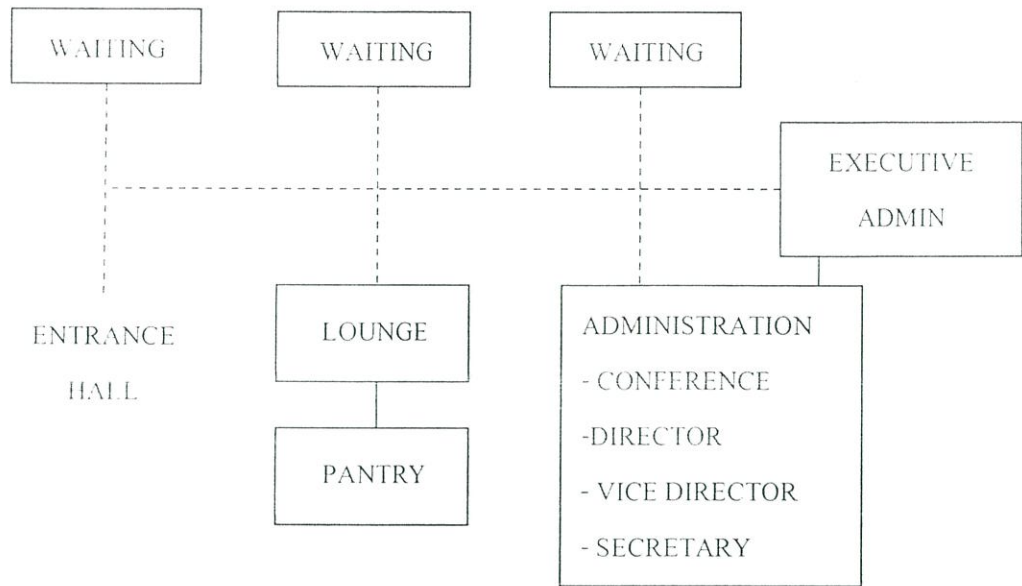 WAITING
WAITING
WAITING
EXECUTIVE
ADMIN
ENTRANCE
HALL
LOUNGE
PANTRY
ADMINISTRATION
- CONFERENCE
-DIRECTOR
- VICE DIRECTOR
- SECRETARY